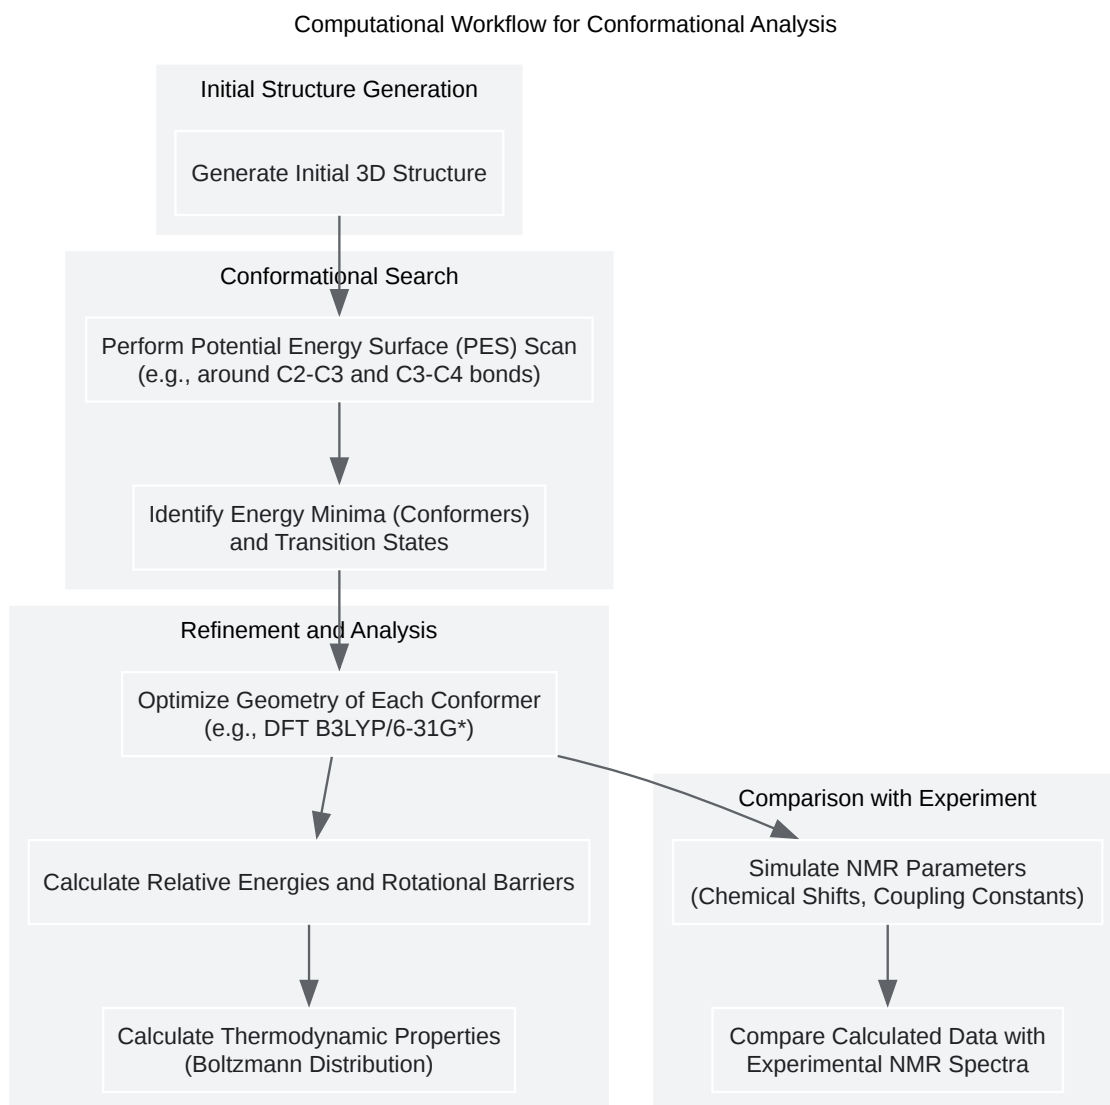 Computational Workflow for Conformational Analysis
Initial Structure Generation
Generate Initial 3D Structure
Conformational Search
Perform Potential Energy Surface (PES) Scan
(e.g., around C2-C3 and C3-C4 bonds)
Identify Energy Minima (Conformers)
and Transition States
Refinement and Analysis
Optimize Geometry of Each Conformer
(e.g., DFT B3LYP/6-31G*)
Calculate Relative Energies and Rotational Barriers
Calculate Thermodynamic Properties
(Boltzmann Distribution)
Comparison with Experiment
Simulate NMR Parameters
(Chemical Shifts, Coupling Constants)
Compare Calculated Data with
Experimental NMR Spectra